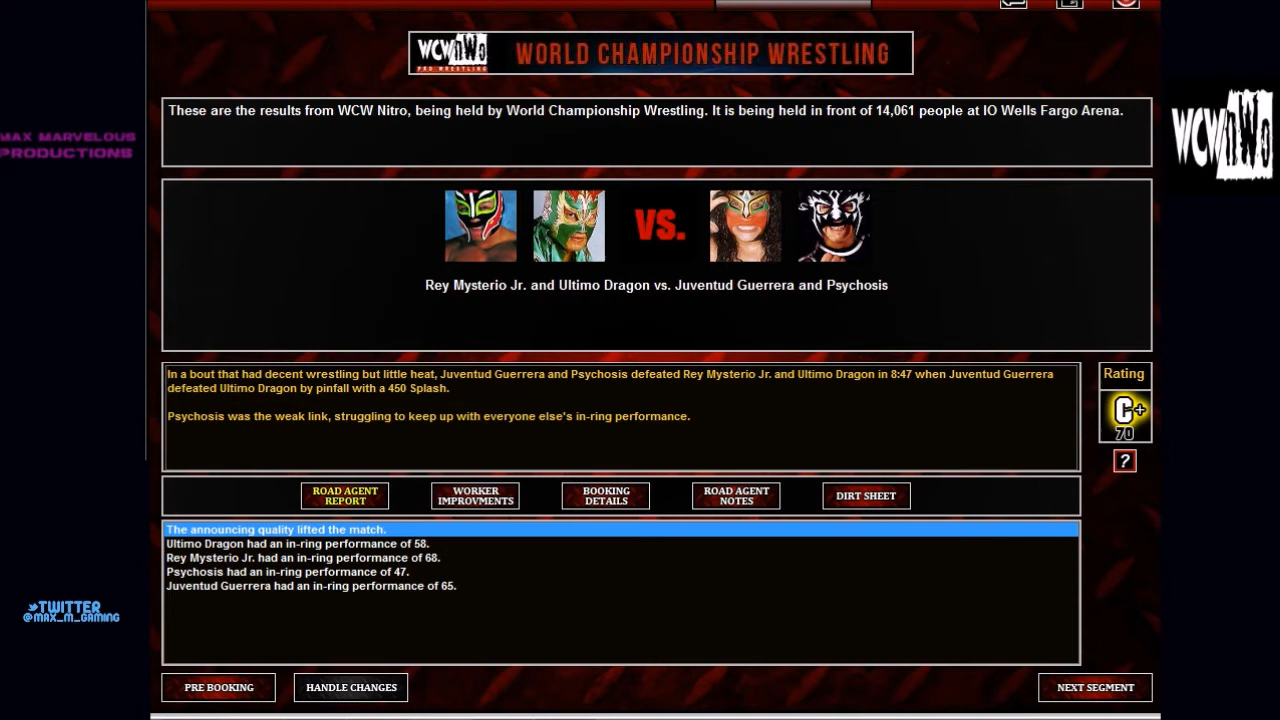 WCW nWo
PRO WRESTLING
WORLD CHAMPIONSHIP WRESTLING
These are the results from WCW Nitro, being held by World Championship Wrestling. It is being held in front of 14,061 people at IO Wells Fargo Arena.
MAX MARVELOUS
PRODUCTIONS
WCW nWo
VS.
Rey Mysterio Jr. and Ultimo Dragon vs. Juventud Guerrera and Psychosis
In a bout that had decent wrestling but little heat, Juventud Guerrera and Psychosis defeated Rey Mysterio Jr. and Ultimo Dragon in 8:47 when Juventud Guerrera
defeated Ultimo Dragon by pinfall with a 450 Splash.
Psychosis was the weak link, struggling to keep up with everyone else's in-ring performance.
Rating
C+
70
?
ROAD AGENT
REPORT
WORKER
IMPROVMENTS
BOOKING
DETAILS
ROAD AGENT
NOTES
DIRT SHEET
The announcing quality lifted the match.
Ultimo Dragon had an in-ring performance of 58.
Rey Mysterio Jr. had an in-ring performance of 68.
Psychosis had an in-ring performance of 47.
Juventud Guerrera had an in-ring performance of 65.
TWITTER
@MAX_M_GAMING
PRE BOOKING
HANDLE CHANGES
NEXT SEGMENT